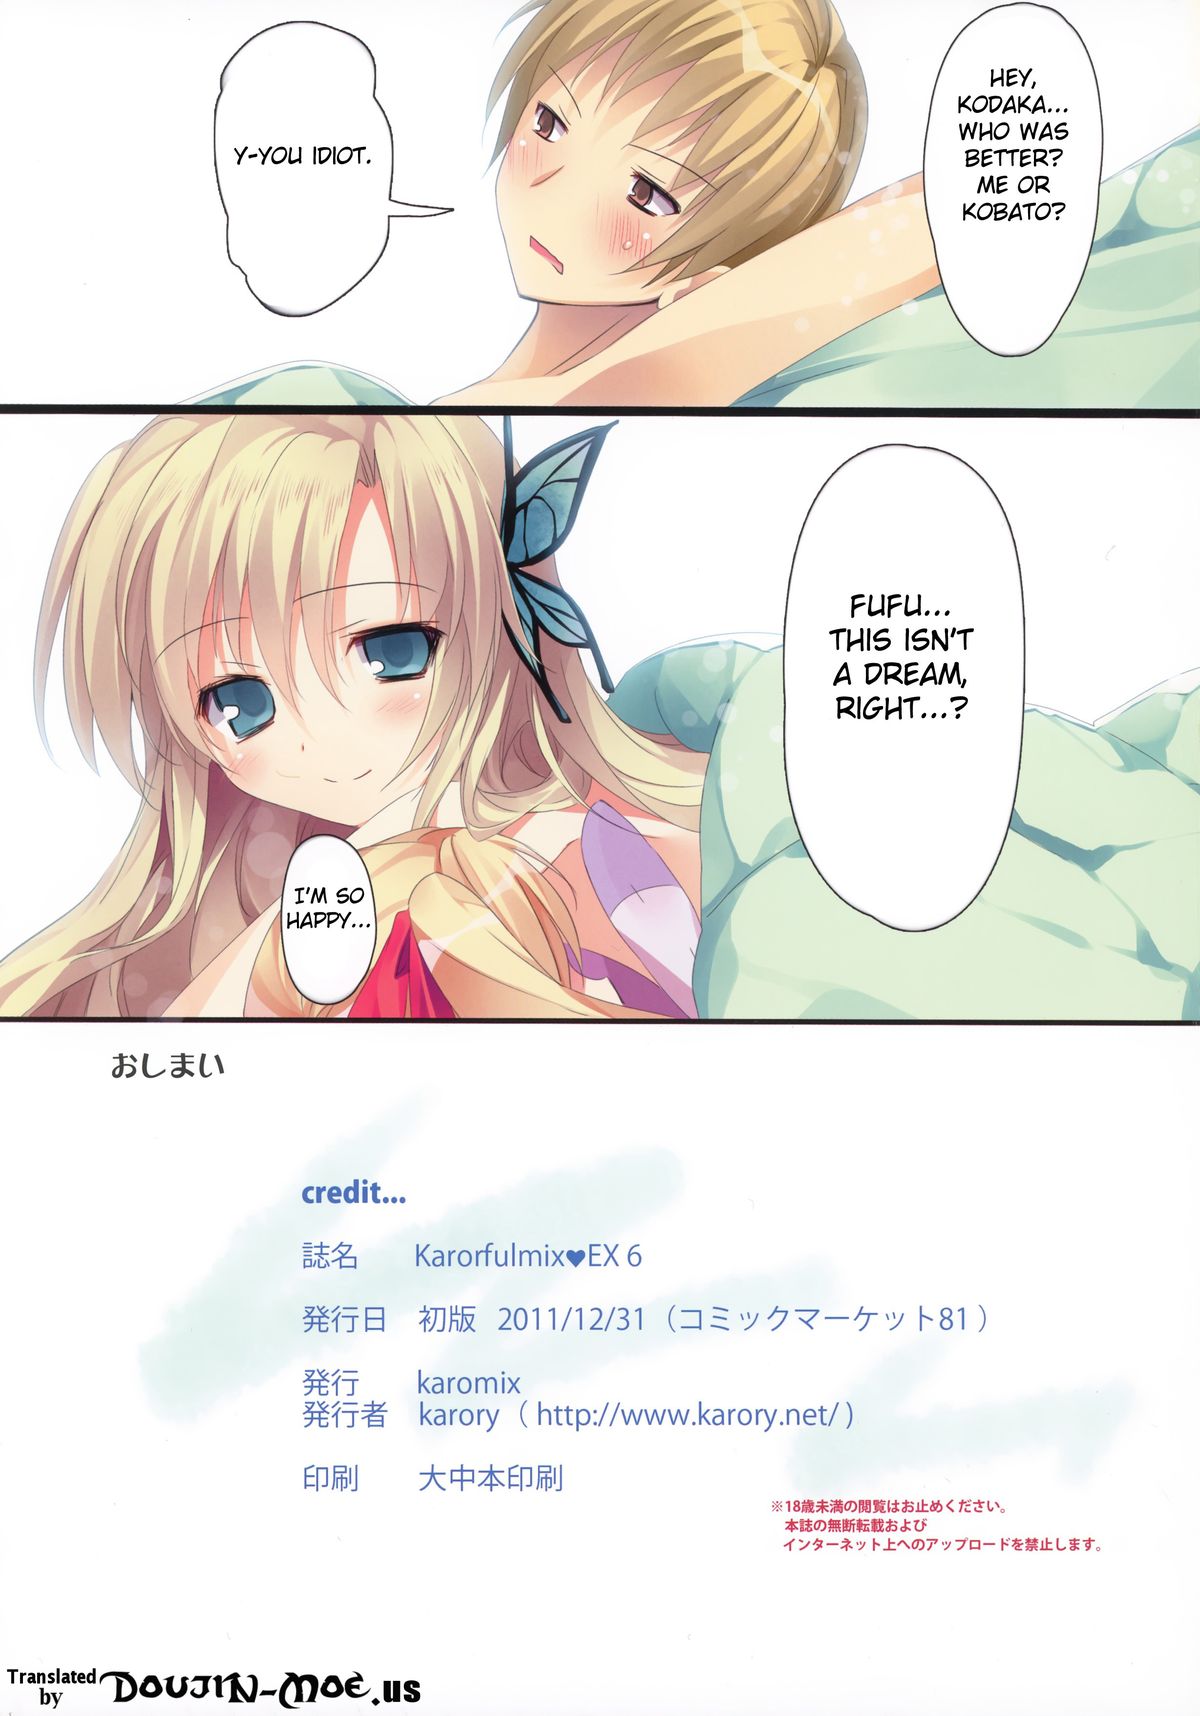 HEY,
KODAKA...
WHO WAS
BETTER?
ME OR
KOBATO?
Y-YOU IDIOT.
FUFU...
THIS ISN'T
A DREAM,
RIGHT...?
I'M SO
HAPPY...
おしまい
credit...
誌名 Karorfulmix♥EX 6
発行日 初版 2011/12/31（コミックマーケット81）
発行 karomix
発行者 karory（ http://www.karory.net/ )
印刷 大中本印刷
※18歳未満の閲覧はお止めください。
本誌の無断転載および
インターネット上へのアップロードを禁止します。
Translated
by DOUJIN-MOE.us